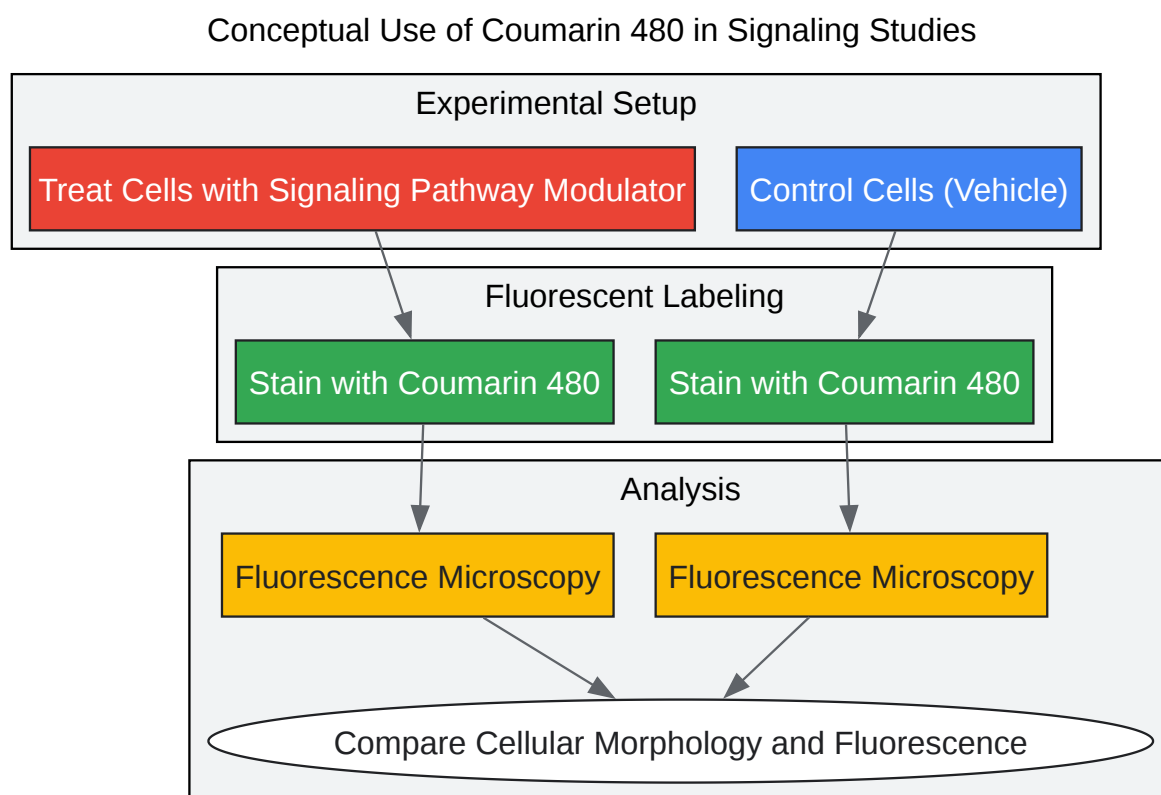 Conceptual Use of Coumarin 480 in Signaling Studies
Experimental Setup
Treat Cells with Signaling Pathway Modulator
Control Cells (Vehicle)
Fluorescent Labeling
Stain with Coumarin 480
Stain with Coumarin 480
Analysis
Fluorescence Microscopy
Fluorescence Microscopy
Compare Cellular Morphology and Fluorescence